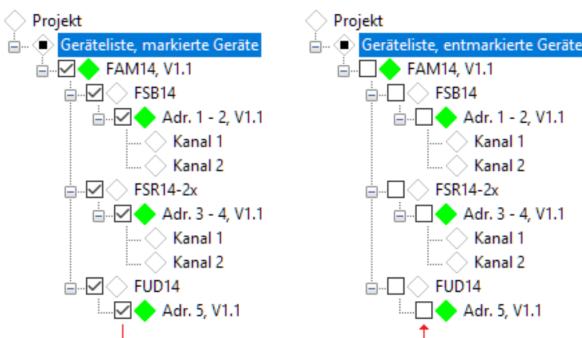 Projekt
Geräteliste, markierte Geräte
FAM14, V1.1
FSB14
Adr. 1 - 2, V1.1
Kanal 1
Kanal 2
FSR14-2x
Adr. 3 - 4, V1.1
Kanal 1
Kanal 2
FUD14
Adr. 5, V1.1
Projekt
Geräteliste, entmarkierte Geräte
FAM14, V1.1
FSB14
Adr. 1 - 2, V1.1
Kanal 1
Kanal 2
FSR14-2x
Adr. 3 - 4, V1.1
Kanal 1
Kanal 2
FUD14
Adr. 5, V1.1